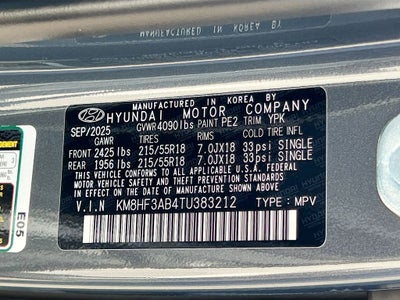 MANUFACTURED IN KOREA BY
HYUNDAI MOTOR COMPANY
SEP/2025 GVWR4090lbs PAINT PE2 TRIM YPK
TIRES RIMS COLD TIRE INFL
FRONT 2425lbs 215/55R18 7.0JX18 33psi SINGLE
REAR 1956lbs 215/55R18 7.0JX18 33psi SINGLE
THIS VEHICLE CONFORMS TO ALL APPLICABLE U.S.A FEDERAL
MOTOR VEHICLE SAFETY, BUMPER, AND THEFT PREVENTION
STANDARDS IN EFFECT ON THE DATE OF MANUFACTURE SHOWN ABOVE.
V.I.N KM8HF3AB4TU383212 TYPE: MPV
E05